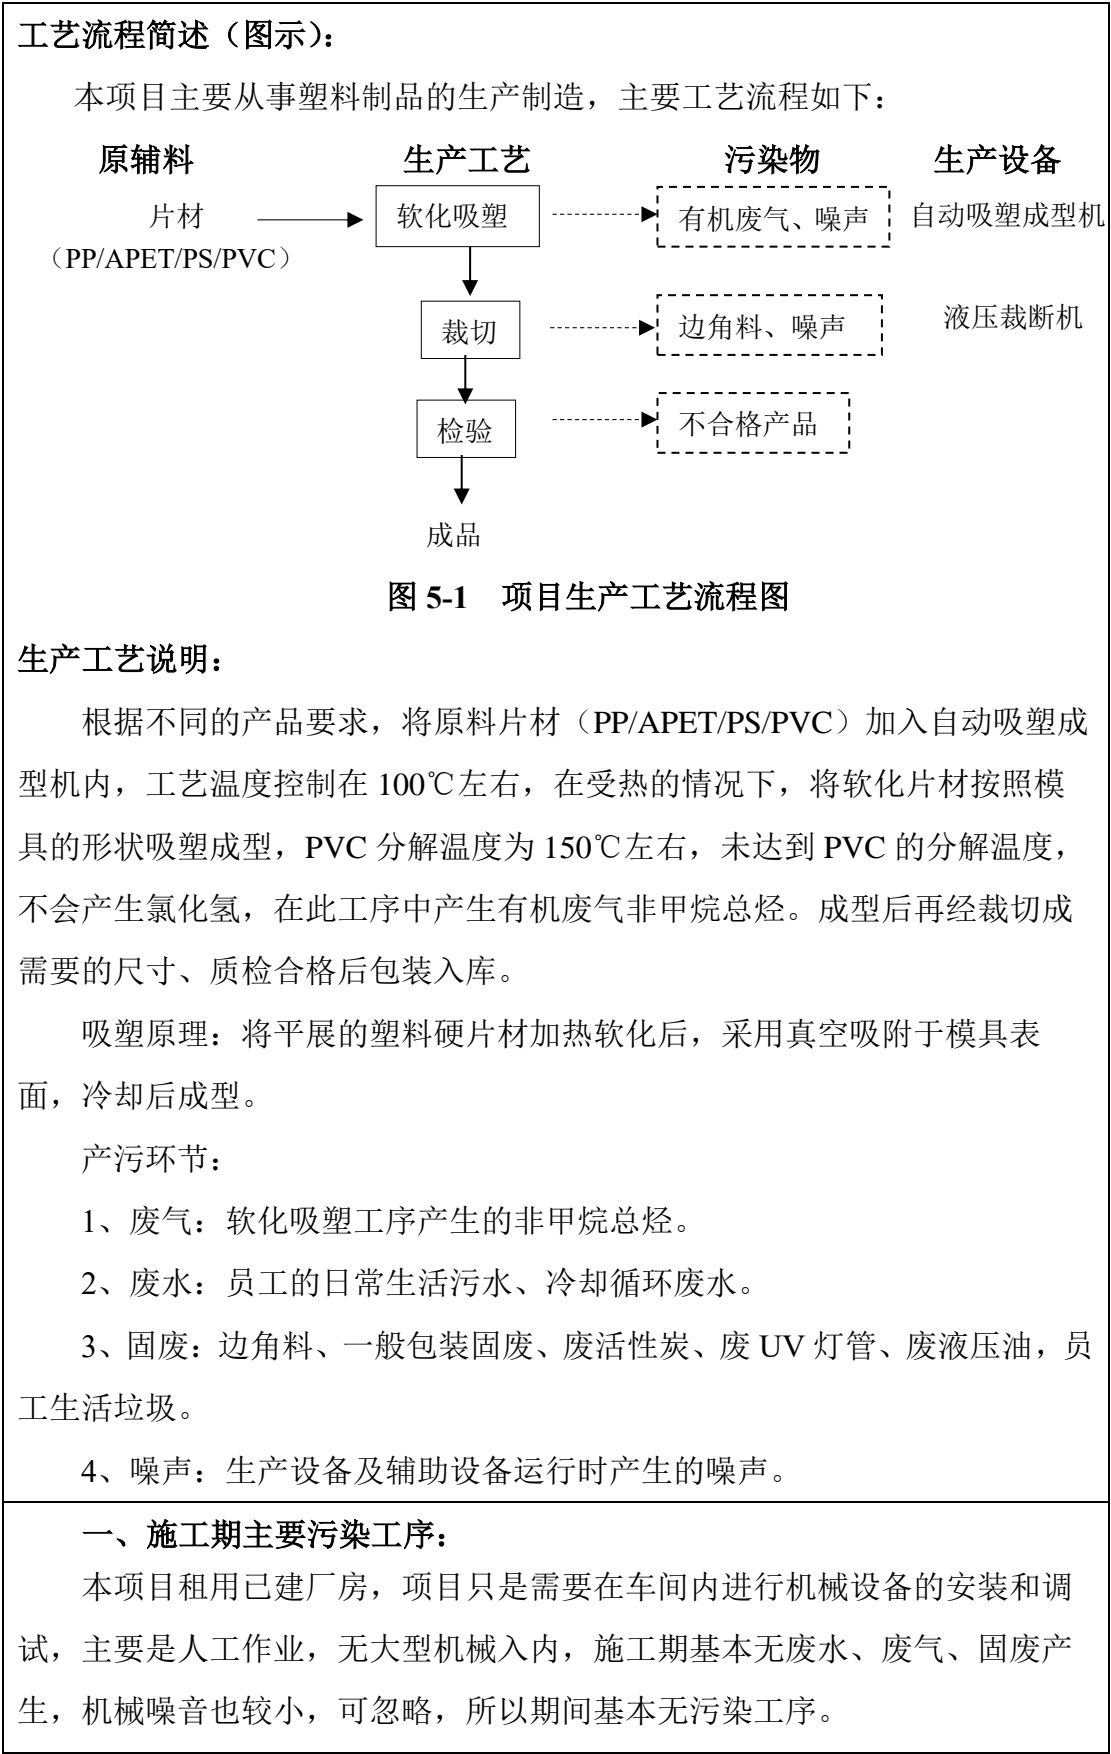 工艺流程简述（图示）：
本项目主要从事塑料制品的生产制造，主要工艺流程如下：
原辅料 生产工艺 污染物 生产设备
片材 软化吸塑 有机废气、噪声 自动吸塑成型机
（PP/APET/PS/PVC）
裁切 边角料、噪声 液压裁断机
检验 不合格产品
成品
图 5-1 项目生产工艺流程图
生产工艺说明：
根据不同的产品要求，将原料片材（PP/APET/PS/PVC）加入自动吸塑成
型机内，工艺温度控制在 100℃左右，在受热的情况下，将软化片材按照模
具的形状吸塑成型，PVC 分解温度为 150℃左右，未达到 PVC 的分解温度，
不会产生氯化氢，在此工序中产生有机废气非甲烷总烃。成型后再经裁切成
需要的尺寸、质检合格后包装入库。
吸塑原理：将平展的塑料硬片材加热软化后，采用真空吸附于模具表
面，冷却后成型。
产污环节：
1、废气：软化吸塑工序产生的非甲烷总烃。
2、废水：员工的日常生活污水、冷却循环废水。
3、固废：边角料、一般包装固废、废活性炭、废 UV 灯管、废液压油，员
工生活垃圾。
4、噪声：生产设备及辅助设备运行时产生的噪声。
一、施工期主要污染工序：
本项目租用已建厂房，项目只是需要在车间内进行机械设备的安装和调
试，主要是人工作业，无大型机械入内，施工期基本无废水、废气、固废产
生，机械噪音也较小，可忽略，所以期间基本无污染工序。